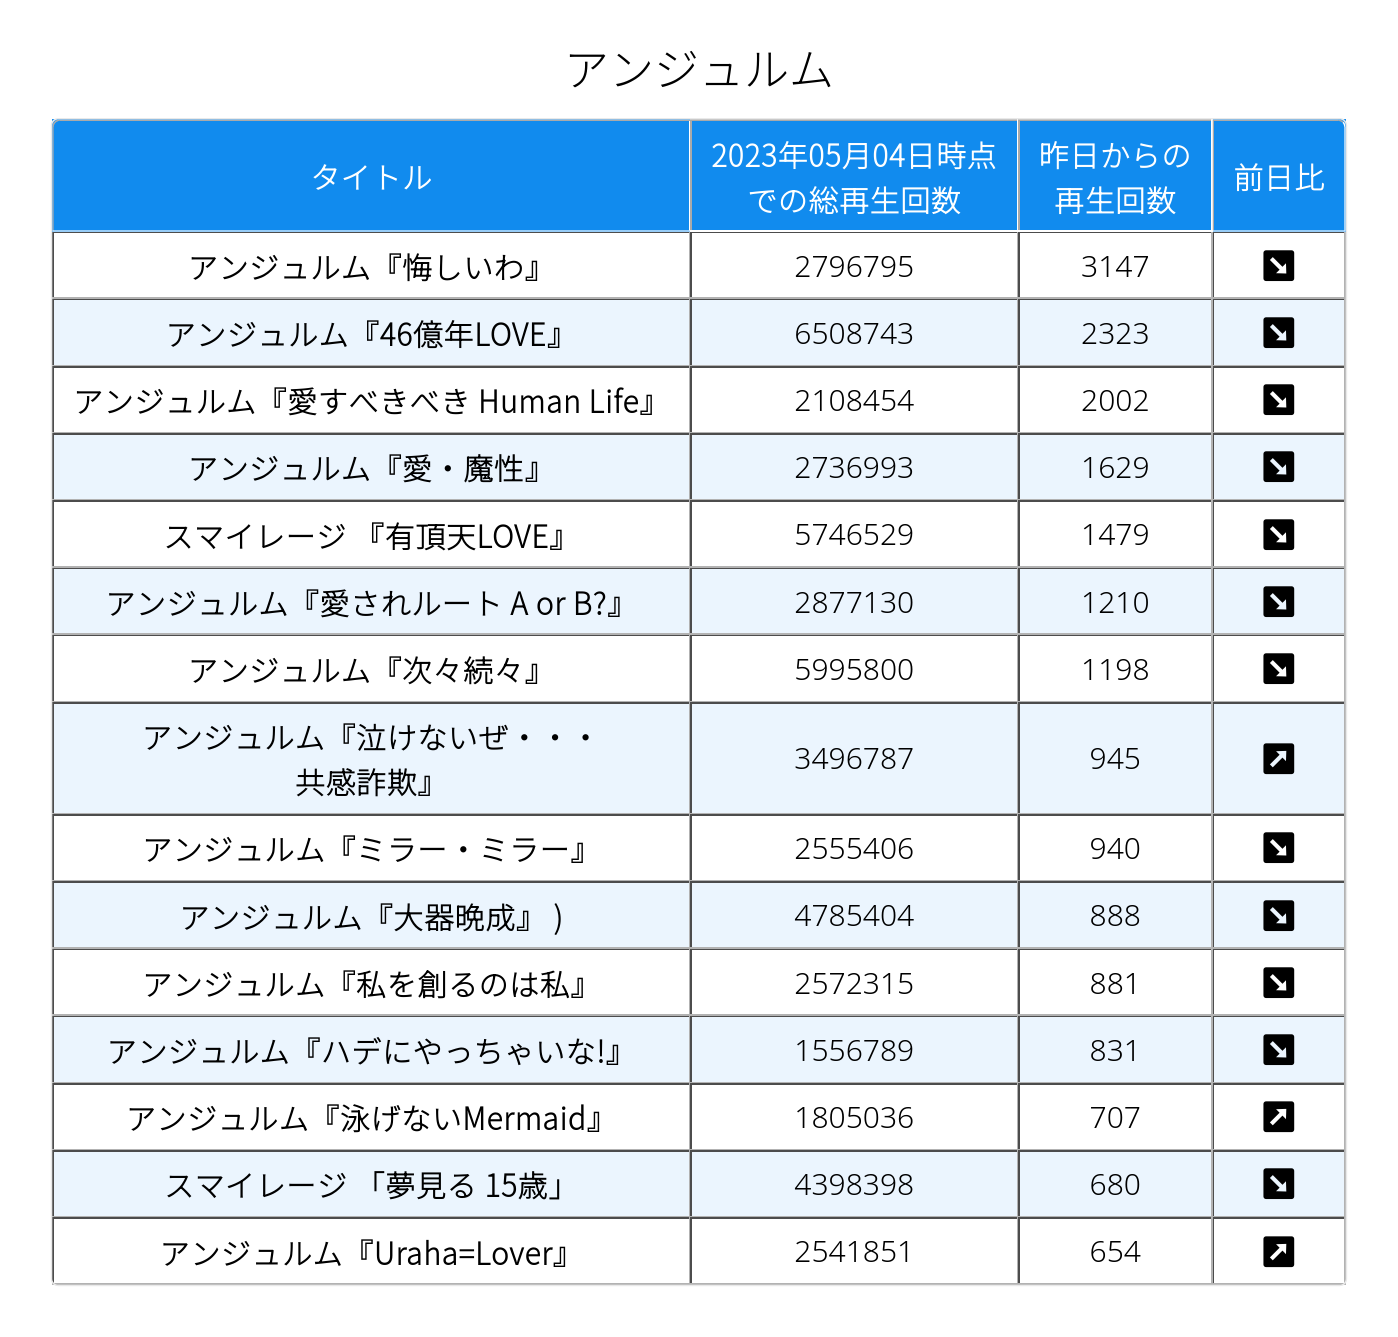 アンジュルム
タイトル
2023年05月04日時点
での総再生回数
昨日からの
再生回数
前日比
アンジュルム『悔しいわ』 2796795 3147 ↘
アンジュルム『46億年LOVE』 6508743 2323 ↘
アンジュルム『愛すべきべき Human Life』 2108454 2002 ↘
アンジュルム『愛・魔性』 2736993 1629 ↘
スマイレージ 『有頂天LOVE』 5746529 1479 ↘
アンジュルム『愛されルート A or B?』 2877130 1210 ↘
アンジュルム『次々続々』 5995800 1198 ↘
アンジュルム『泣けないぜ・・・
共感詐欺』 3496787 945 ↗
アンジュルム『ミラー・ミラー』 2555406 940 ↘
アンジュルム『大器晩成』 ) 4785404 888 ↘
アンジュルム『私を創るのは私』 2572315 881 ↘
アンジュルム『ハデにやっちゃいな!』 1556789 831 ↘
アンジュルム『泳げないMermaid』 1805036 707 ↗
スマイレージ 「夢見る 15歳」 4398398 680 ↘
アンジュルム『Uraha=Lover』 2541851 654 ↗